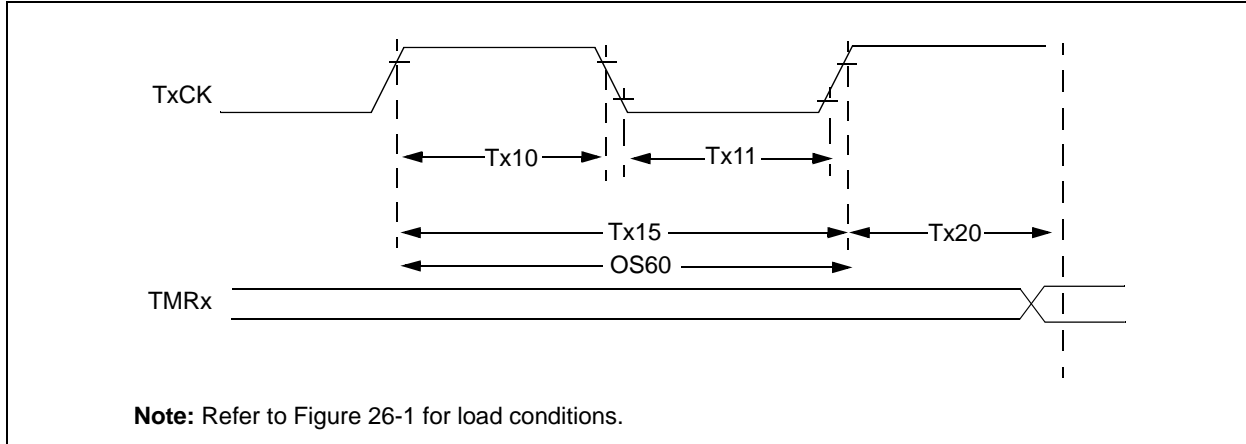 TxCK
Tx10
Tx11
Tx15
Tx20
OS60
TMRx
Note: Refer to Figure 26-1 for load conditions.